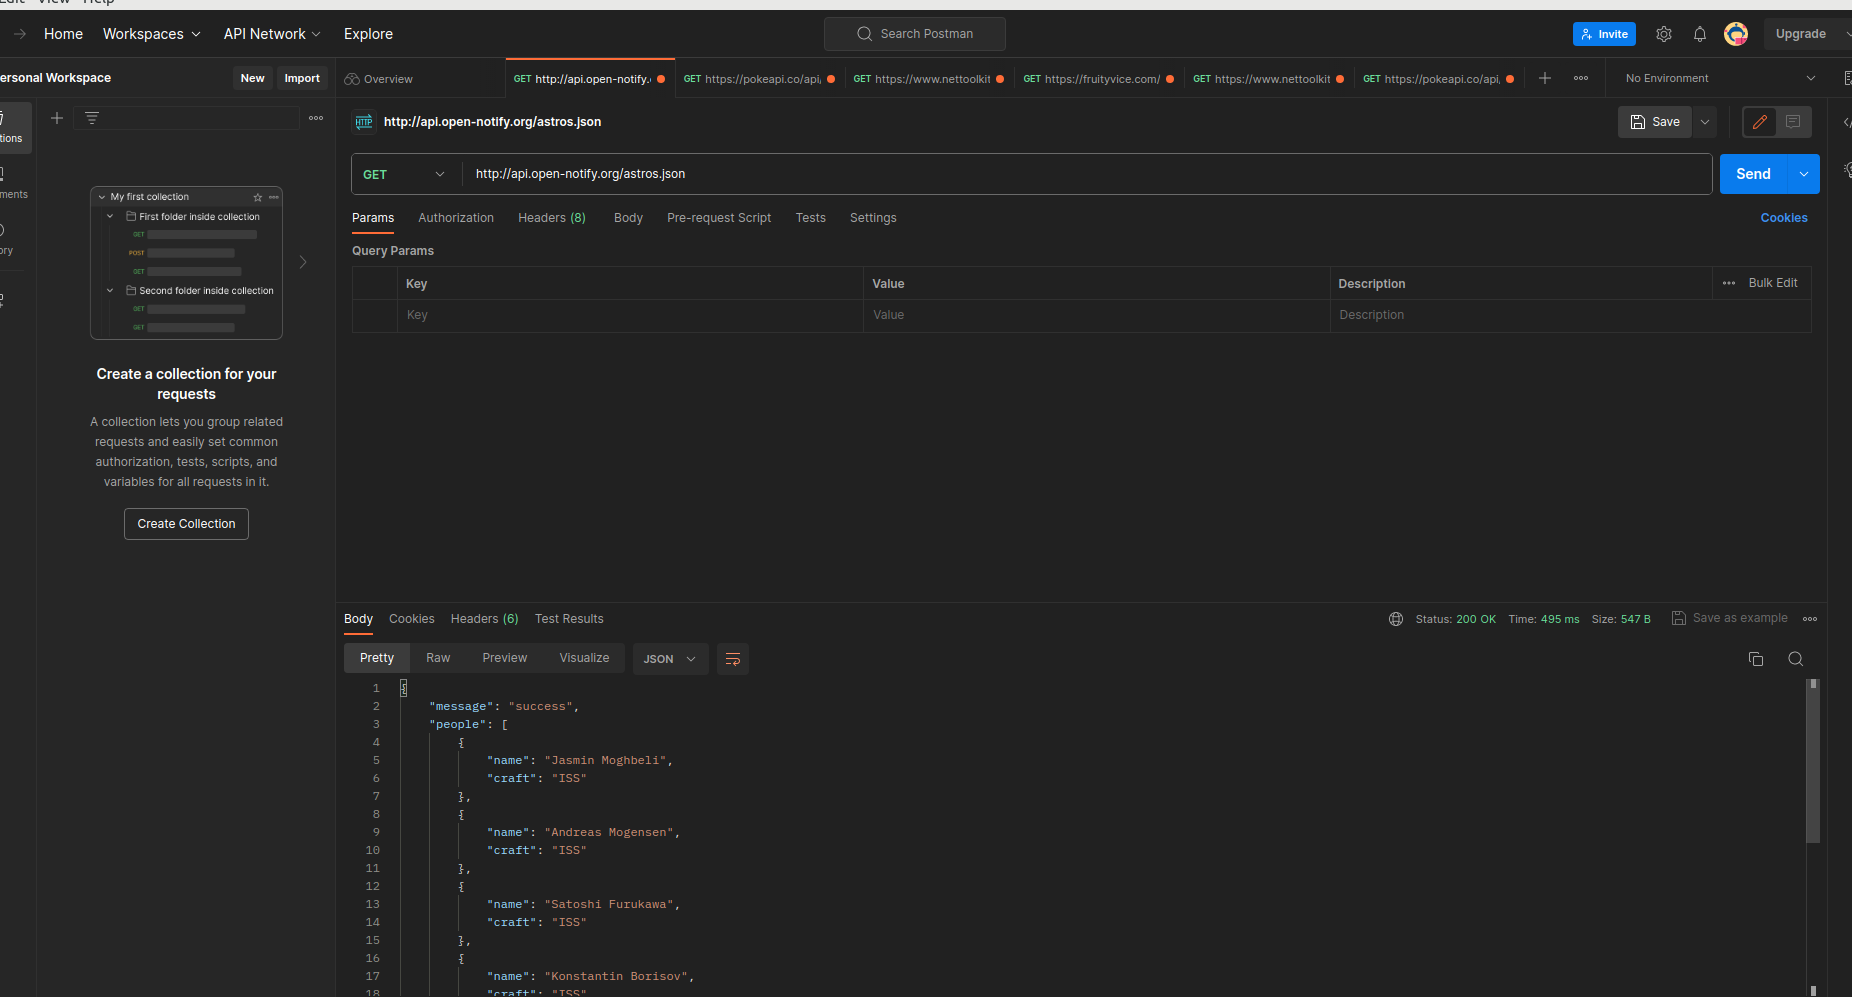 View Help
Home Workspaces API Network Explore Search Postman Invite Upgrade
ersonal Workspace New Import Overview GET http://api.open-notify. GET https://pokeapi.co/api, GET https://www.nettoolkit GET https://fruityvice.com/ GET https://www.nettoolkit GET https://pokeapi.co/api, No Environment
HTTP http://api.open-notify.org/astros.json Save
GET http://api.open-notify.org/astros.json Send
Params Authorization Headers (8) Body Pre-request Script Tests Settings Cookies
Query Params
Key Value Description Bulk Edit
Key Value Description
tions
ments
ory
My first collection
First folder inside collection
GET
POST
GET
Second folder inside collection
GET
GET
Create a collection for your
requests
A collection lets you group related
requests and easily set common
authorization, tests, scripts, and
variables for all requests in it.
Create Collection
Body Cookies Headers (6) Test Results Status: 200 OK Time: 495 ms Size: 547 B Save as example
Pretty Raw Preview Visualize JSON
1 {
2 "message": "success",
3 "people": [
4 {
5 "name": "Jasmin Moghbeli",
6 "craft": "ISS"
7 },
8 {
9 "name": "Andreas Mogensen",
10 "craft": "ISS"
11 },
12 {
13 "name": "Satoshi Furukawa",
14 "craft": "ISS"
15 },
16 {
17 "name": "Konstantin Borisov",
18 "craft": "ISS"